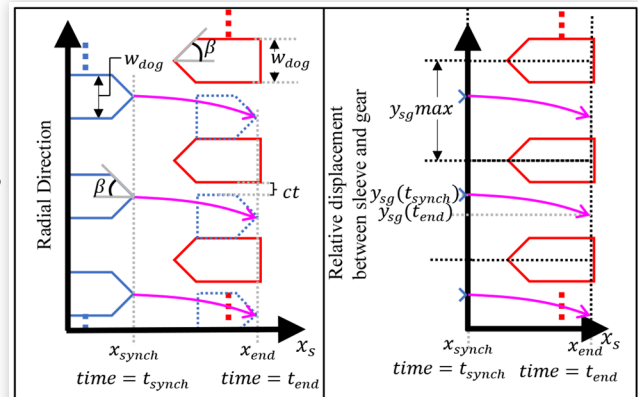 β
w_dog
w_dog
β
ct
Radial Direction
x_synch
x_end
x_s
time = t_synch
time = t_end
Relative displacement
between sleeve and gear
y_sg max
y_sg(t_synch)
y_sg(t_end)
x_synch
x_end
x_s
time = t_synch
time = t_end